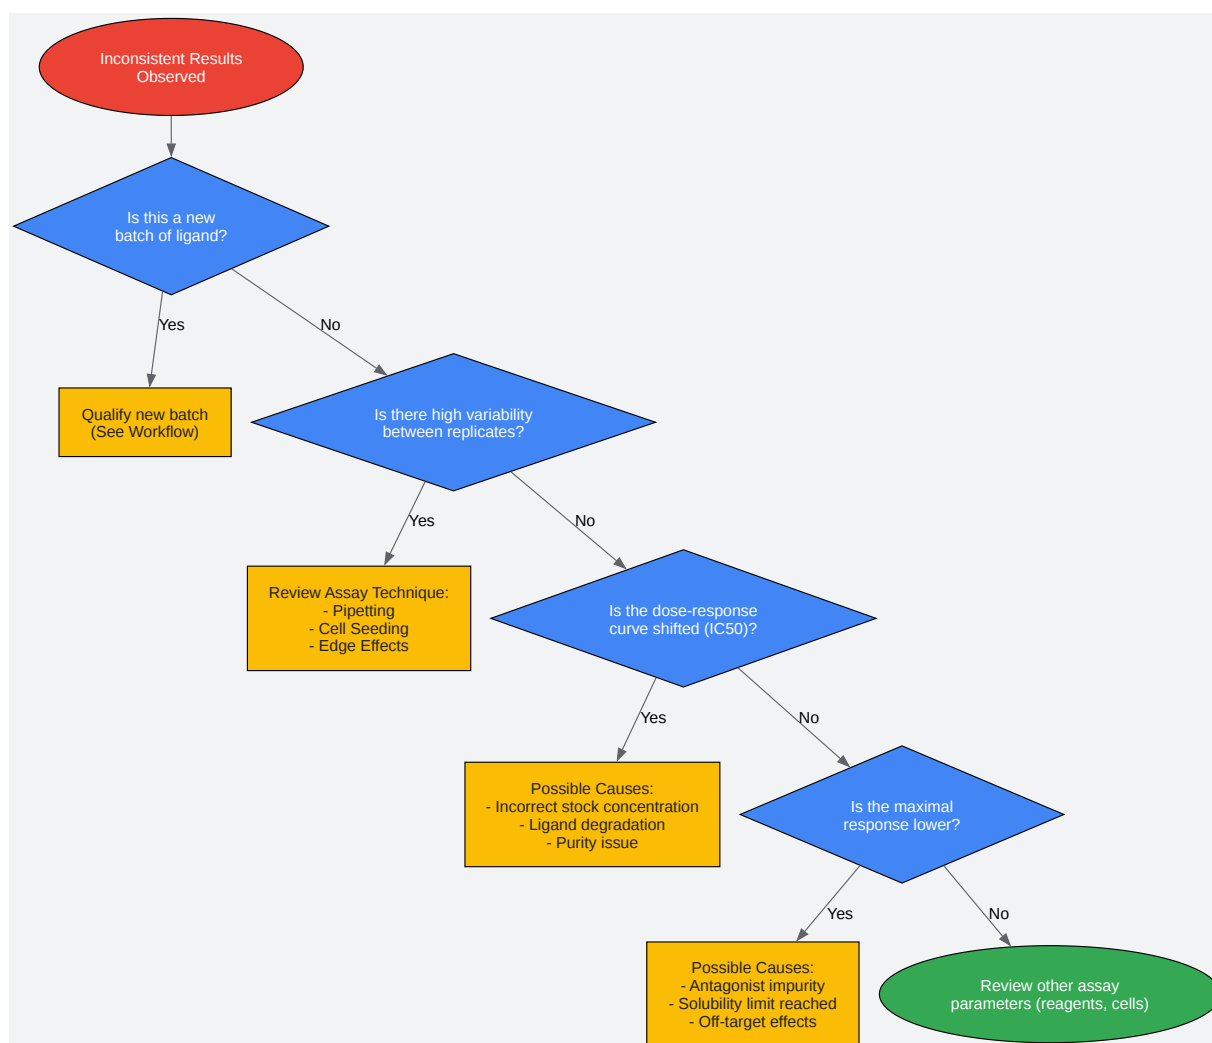 Inconsistent Results
Observed
Is this a new
batch of ligand?
Yes
No
Qualify new batch
(See Workflow)
Is there high variability
between replicates?
Yes
No
Review Assay Technique:
- Pipetting
- Cell Seeding
- Edge Effects
Is the dose-response
curve shifted (IC50)?
Yes
No
Possible Causes:
- Incorrect stock concentration
- Ligand degradation
- Purity issue
Is the maximal
response lower?
Yes
No
Possible Causes:
- Antagonist impurity
- Solubility limit reached
- Off-target effects
Review other assay
parameters (reagents, cells)